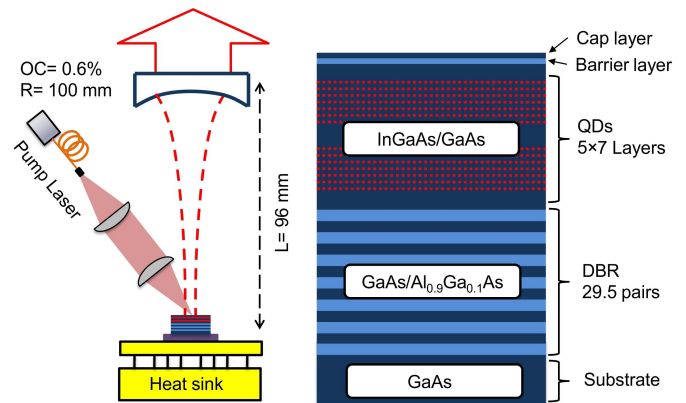 OC= 0.6%
R= 100 mm
Pump Laser
L= 96 mm
Heat sink
Cap layer
Barrier layer
InGaAs/GaAs
QDs
5×7 Layers
GaAs/Al0.9Ga0.1As
DBR
29.5 pairs
GaAs
Substrate